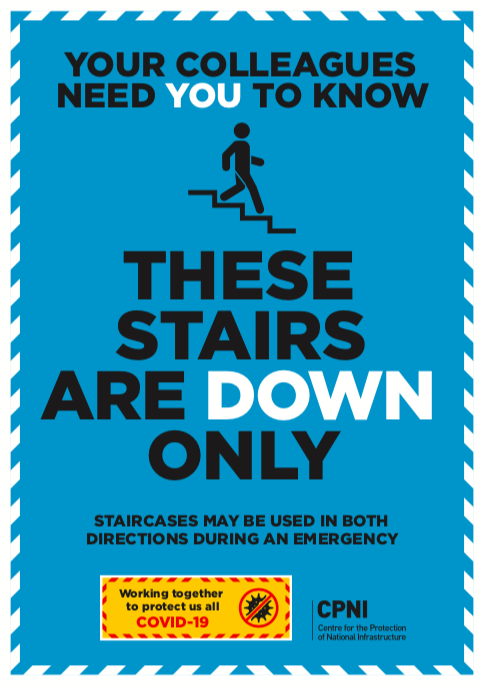 YOUR COLLEAGUES
NEED YOU TO KNOW
THESE
STAIRS
ARE DOWN
ONLY
STAIRCASES MAY BE USED IN BOTH
DIRECTIONS DURING AN EMERGENCY
Working together
to protect us all
COVID-19
CPNI
Centre for the Protection
of National Infrastructure